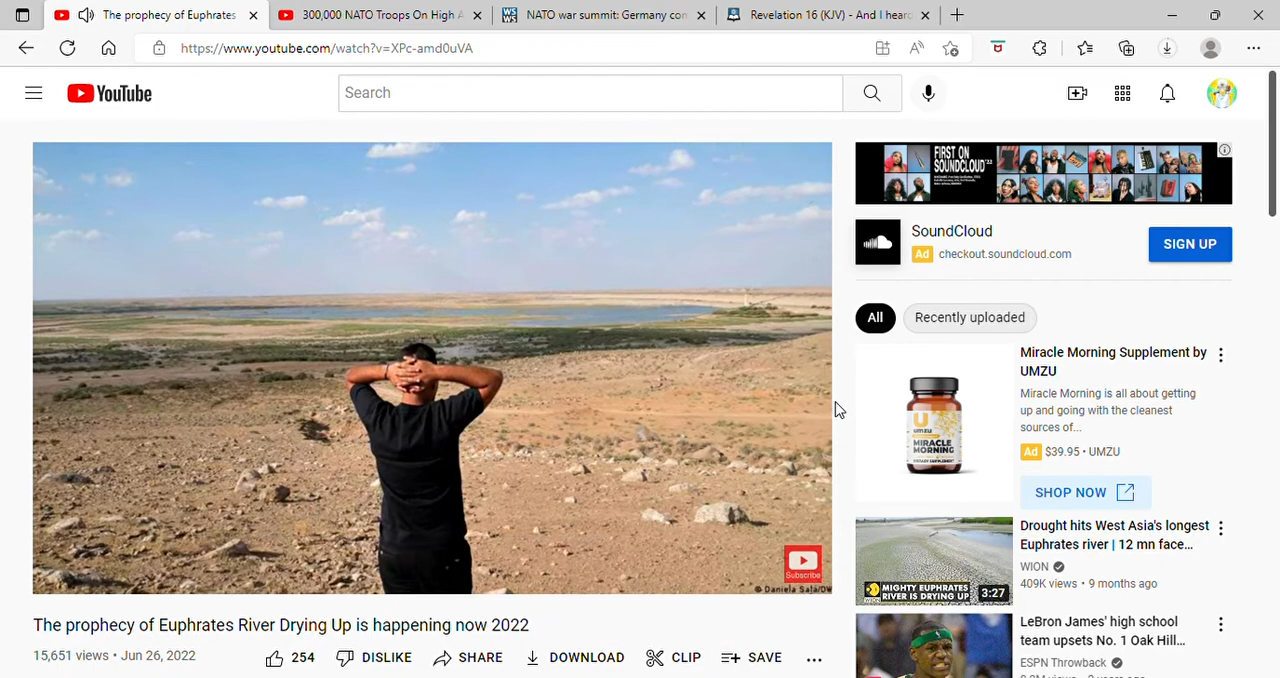 The prophecy of Euphrates
300,000 NATO Troops On High A
NATO war summit: Germany con
Revelation 16 (KJV) - And I heard
https://www.youtube.com/watch?v=XPc-amd0uVA
YouTube
Search
FIRST ON
SOUNDCLOUD
SoundCloud
Ad checkout.soundcloud.com
SIGN UP
All
Recently uploaded
Miracle Morning Supplement by
UMZU
Miracle Morning is all about getting
up and going with the cleanest
sources of...
Ad $39.95 • UMZU
SHOP NOW
umzu
MIRACLE
MORNING
Drought hits West Asia's longest
Euphrates river | 12 mn face...
WION
409K views • 9 months ago
MIGHTY EUPHRATES
RIVER IS DRYING UP
WION
3:27
LeBron James' high school
team upsets No. 1 Oak Hill...
ESPN Throwback
Subscribe
© Daniela Sala/DW
The prophecy of Euphrates River Drying Up is happening now 2022
15,651 views • Jun 26, 2022
254
DISLIKE
SHARE
DOWNLOAD
CLIP
SAVE